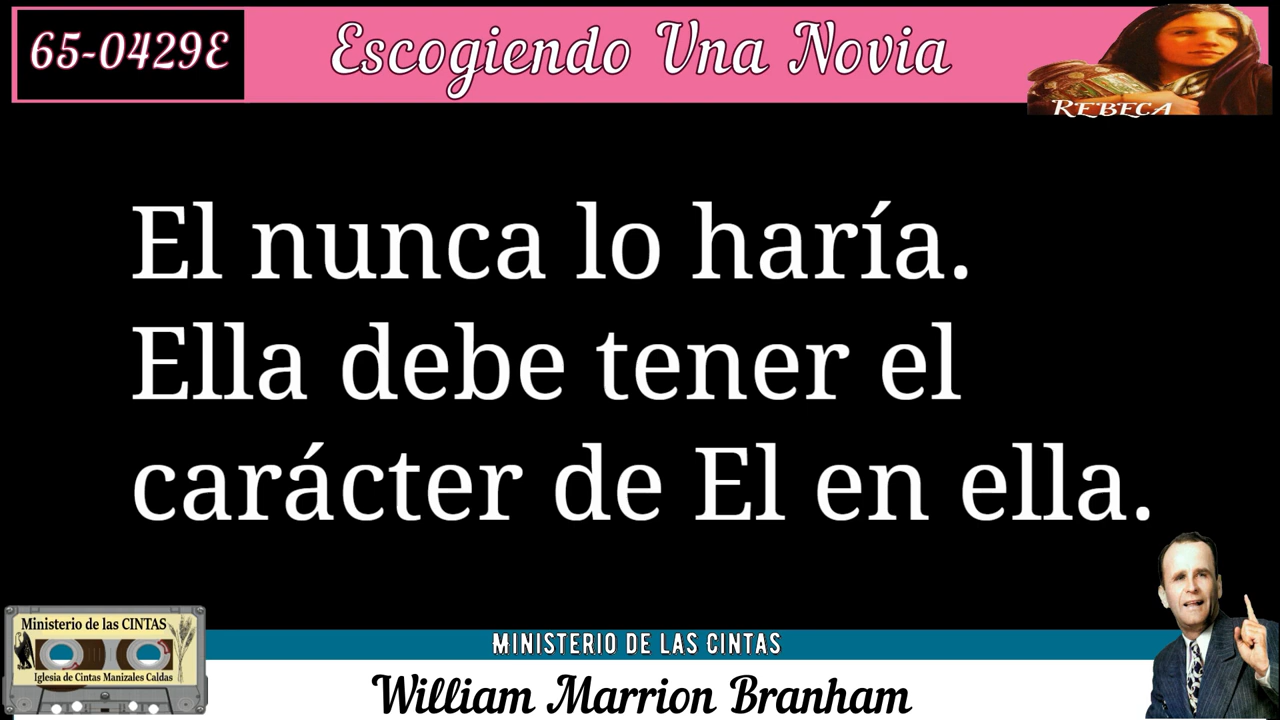 65-0429E
Escogiendo Una Novia
REBECA
El nunca lo haría.
Ella debe tener el
carácter de El en ella.
Ministerio de las CINTAS
Iglesia de Cintas Manizales Caldas
MINISTERIO DE LAS CINTAS
William Marrion Branham